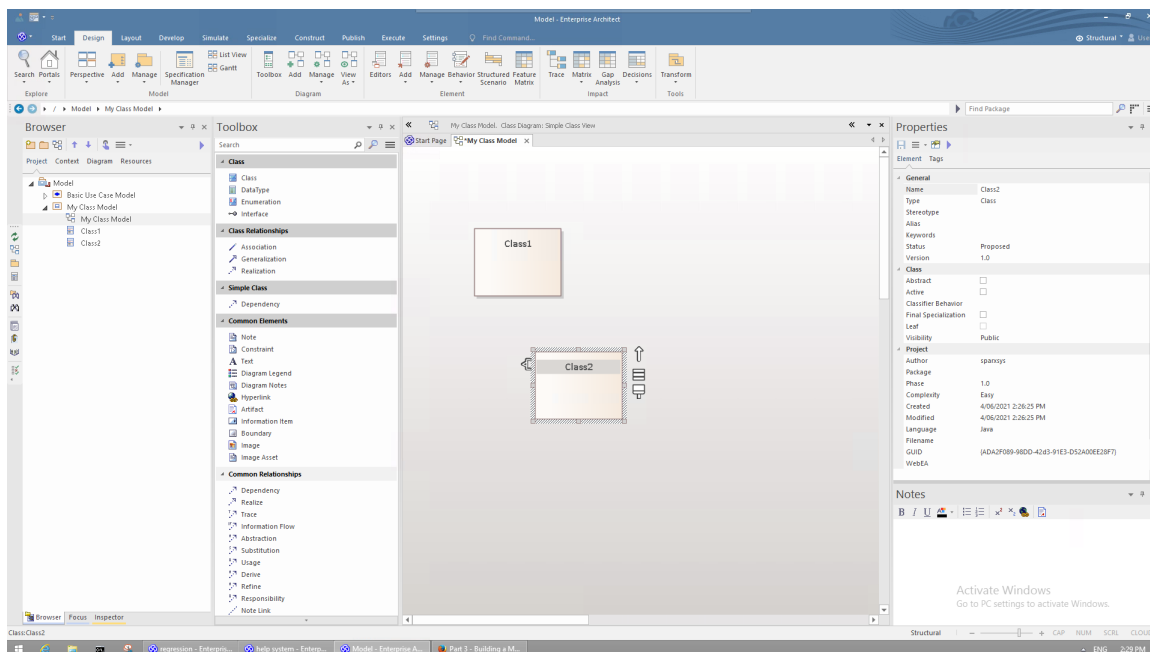 Model - Enterprise Architect
Start Design Layout Develop Simulate Specialize Construct Publish Execute Settings Find Command...
Structural
Search Portals Perspective Add Manage Specification Manager List View Gantt Toolbox Add Manage View As Editors Add Manage Behavior Structured Scenario Feature Matrix Trace Matrix Gap Analysis Decisions Transform
Explore Model Diagram Element Impact Tools
/ Model My Class Model
Find Package
Browser
Project Context Diagram Resources
Model
Basic Use Case Model
My Class Model
My Class Model
Class1
Class2
Browser Focus Inspector
Toolbox
Search
Class
Class
DataType
Enumeration
Interface
Class Relationships
Association
Generalization
Realization
Simple Class
Dependency
Common Elements
Note
Constraint
Text
Diagram Legend
Diagram Notes
Hyperlink
Artifact
Information Item
Boundary
Image
Image Asset
Common Relationships
Dependency
Realize
Trace
Information Flow
Abstraction
Substitution
Usage
Derive
Refine
Responsibility
Note Link
My Class Model. Class Diagram: Simple Class View
Start Page *My Class Model
Class1
Class2
Properties
Element Tags
General
Name Class2
Type Class
Stereotype
Alias
Keywords
Status Proposed
Version 1.0
Class
Abstract
Active
Classifier Behavior
Final Specialization
Leaf
Visibility Public
Project
Author sparxsys
Package
Phase 1.0
Complexity Easy
Created 4/06/2021 2:26:25 PM
Modified 4/06/2021 2:26:25 PM
Language Java
Filename
GUID {ADA2F089-98DD-42d3-91E3-D52A00EE28F7}
WebEA
Notes
B I U
Activate Windows
Go to PC settings to activate Windows.
Class:Class2
Structural CAP NUM SCRL CLOUD
regression - Enterpris... help system - Enterp... Model - Enterprise A... Part 3 - Building a M...
ENG 2:29 PM